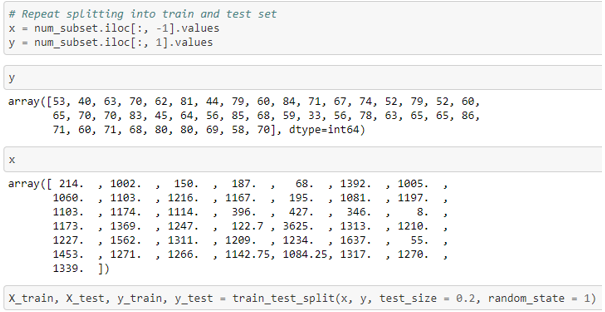 # Repeat splitting into train and test set
x = num_subset.iloc[:, -1].values
y = num_subset.iloc[:, 1].values
y
array([53, 40, 63, 70, 62, 81, 44, 79, 60, 84, 71, 67, 74, 52, 79, 52, 60,
65, 70, 70, 83, 45, 64, 56, 85, 68, 59, 33, 56, 78, 63, 65, 65, 86,
71, 60, 71, 68, 80, 80, 69, 58, 70], dtype=int64)
x
array([ 214. , 1002. , 150. , 187. , 68. , 1392. , 1005. ,
1060. , 1103. , 1216. , 1167. , 195. , 1081. , 1197. ,
1103. , 1174. , 1114. , 396. , 427. , 346. , 8. ,
1173. , 1369. , 1247. , 122.7 , 3625. , 1313. , 1210. ,
1227. , 1562. , 1311. , 1209. , 1234. , 1637. , 55. ,
1453. , 1271. , 1266. , 1142.75, 1084.25, 1317. , 1270. ,
1339. ])
X_train, X_test, y_train, y_test = train_test_split(x, y, test_size = 0.2, random_state = 1)